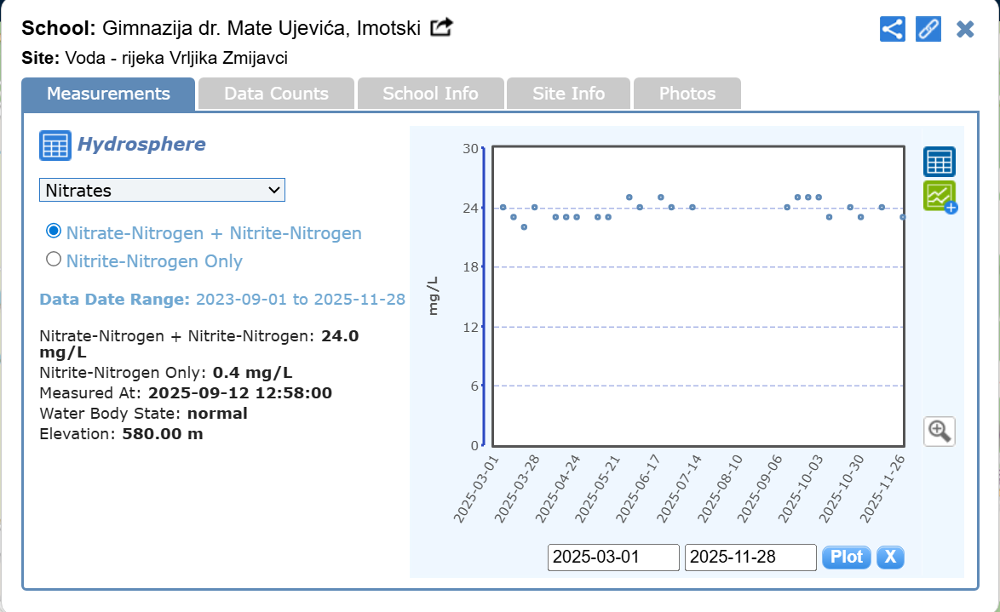 School: Gimnazija dr. Mate Ujevića, Imotski
Site: Voda - rijeka Vrljika Zmijavci
Measurements
Data Counts
School Info
Site Info
Photos
Hydrosphere
Nitrates
Nitrate-Nitrogen + Nitrite-Nitrogen
Nitrite-Nitrogen Only
Data Date Range: 2023-09-01 to 2025-11-28
Nitrate-Nitrogen + Nitrite-Nitrogen: 24.0
mg/L
Nitrite-Nitrogen Only: 0.4 mg/L
Measured At: 2025-09-12 12:58:00
Water Body State: normal
Elevation: 580.00 m
30
24
18
12
6
0
mg/L
2025-03-01
2025-03-28
2025-04-24
2025-05-21
2025-06-17
2025-07-14
2025-08-10
2025-09-06
2025-10-03
2025-10-30
2025-11-26
2025-03-01
2025-11-28
Plot
X